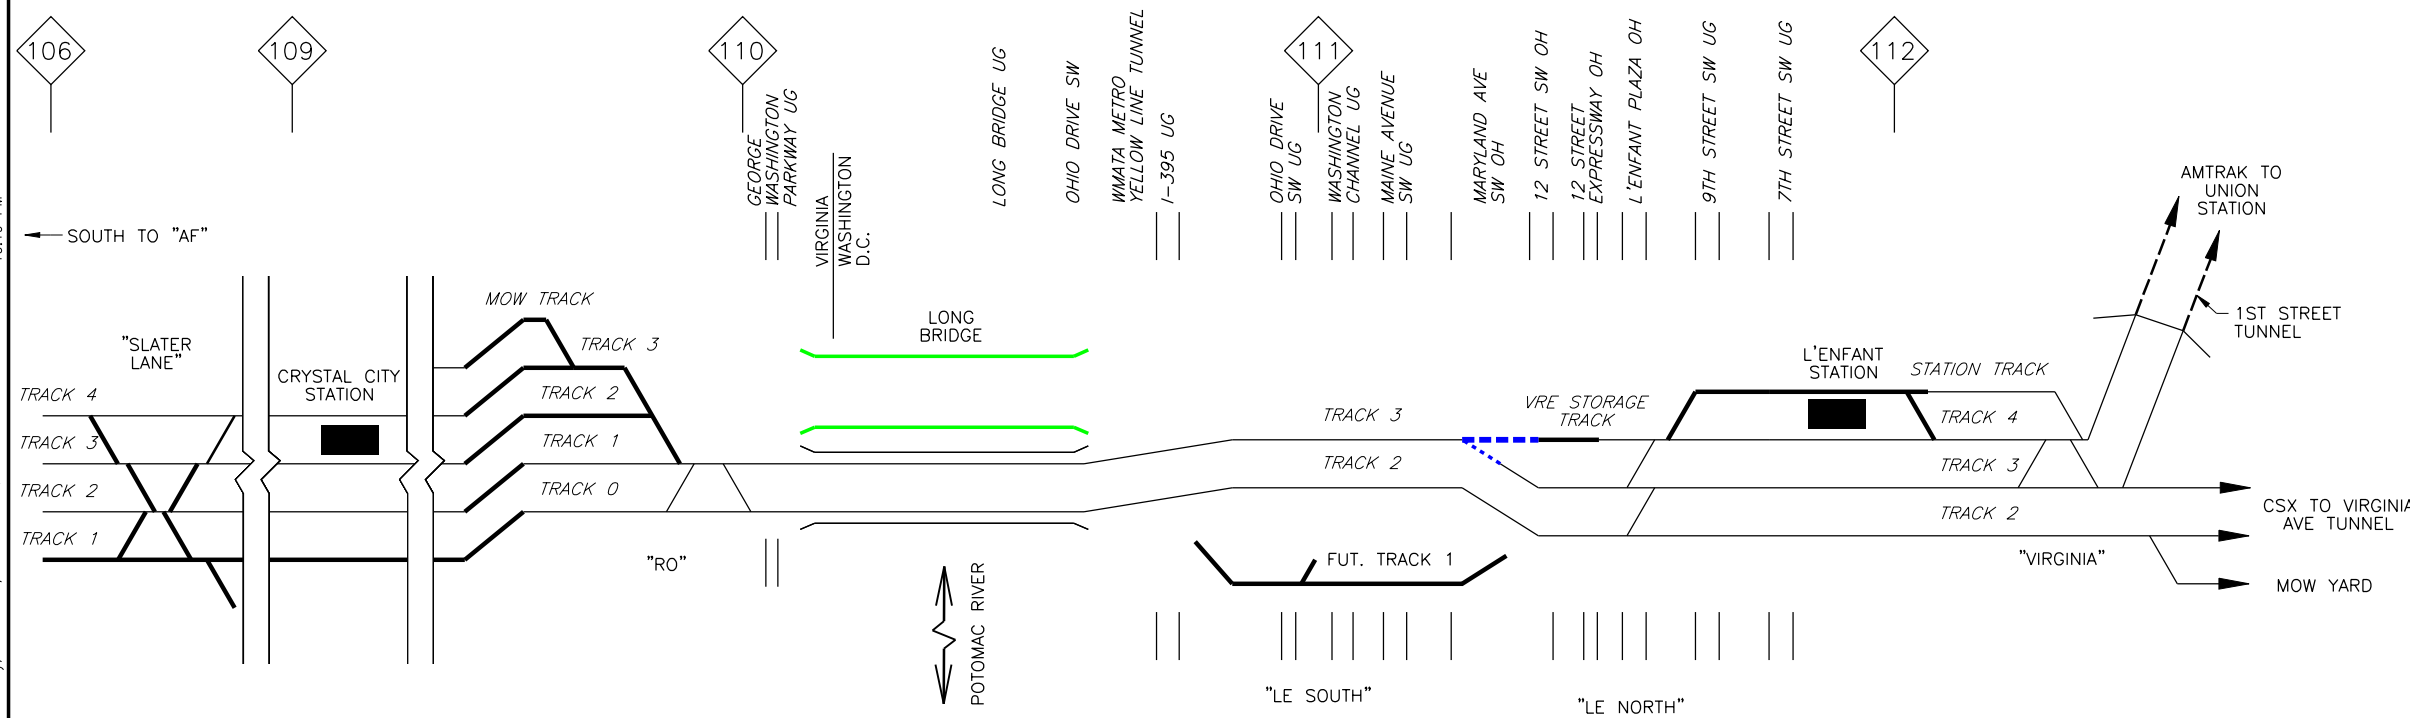 106
109
110
111
112
GEORGE
WASHINGTON
PARKWAY UG
VIRGINIA
WASHINGTON
D.C.
LONG BRIDGE UG
OHIO DRIVE SW
WMATA METRO
YELLOW LINE TUNNEL
I-395 UG
OHIO DRIVE
SW UG
WASHINGTON
CHANNEL UG
MAINE AVENUE
SW UG
MARYLAND AVE
SW OH
12 STREET SW OH
12 STREET
EXPRESSWAY OH
L'ENFANT PLAZA OH
9TH STREET SW UG
7TH STREET SW UG
AMTRAK TO
UNION
STATION
SOUTH TO "AF"
MOW TRACK
1ST STREET
TUNNEL
"SLATER
LANE"
TRACK 3
LONG
BRIDGE
L'ENFANT
STATION
STATION TRACK
CRYSTAL CITY
STATION
TRACK 4
TRACK 2
VRE STORAGE
TRACK
TRACK 3
TRACK 4
TRACK 3
TRACK 1
TRACK 2
TRACK 3
TRACK 2
TRACK 0
TRACK 2
CSX TO VIRGINIA
AVE TUNNEL
TRACK 1
"RO"
FUT. TRACK 1
"VIRGINIA"
MOW YARD
POTOMAC RIVER
"LE SOUTH"
"LE NORTH"